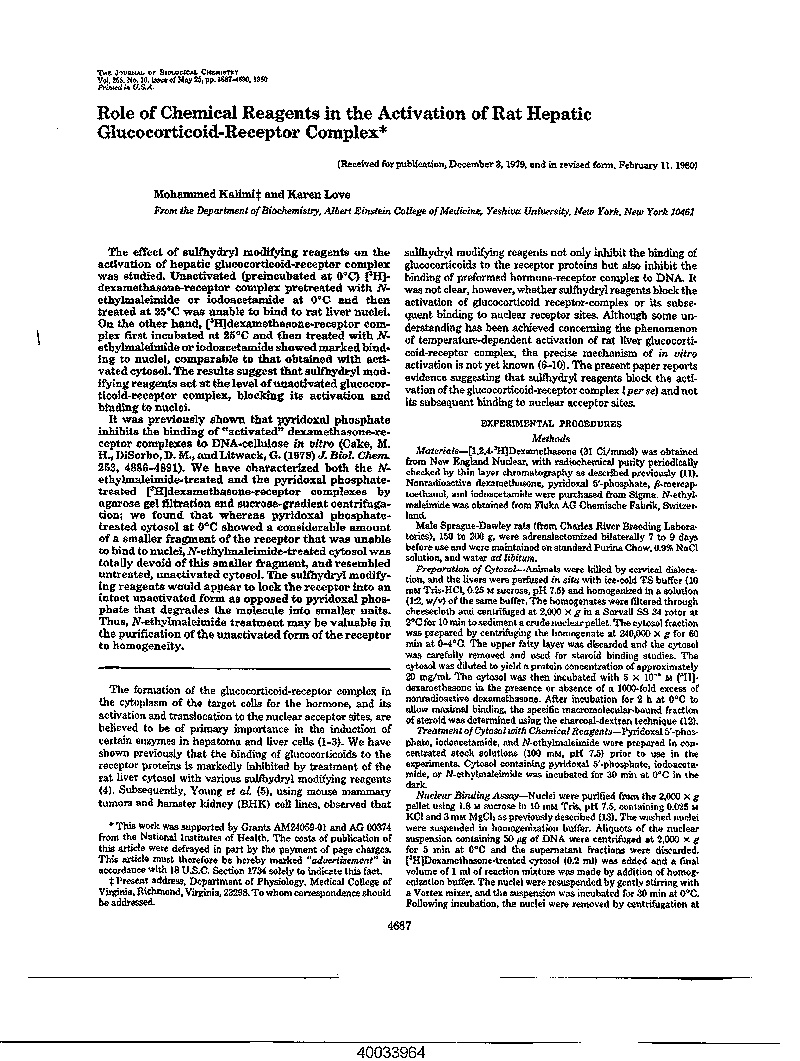 THE JOURNAL OF BIOLOGICAL CHEMISTRY
Vol. 255, No. 10, Issue of May 25, pp. 4687-4690, 1980
Printed in U.S.A.
Role of Chemical Reagents in the Activation of Rat Hepatic
Glucocorticoid-Receptor Complex*
(Received for publication, December 3, 1979, and in revised form, February 11, 1980)
Mohammed Kalimi‡ and Karen Love
From the Department of Biochemistry, Albert Einstein College of Medicine, Yeshiva University, New York, New York 10461
The effect of sulfhydryl modifying reagents on the
activation of hepatic glucocorticoid-receptor complex
was studied. Unactivated (preincubated at 0°C) [³H]-
dexamethasone-receptor complex pretreated with N-
ethylmaleimide or iodoacetamide at 0°C and then
treated at 25°C was unable to bind to rat liver nuclei.
On the other hand, [³H]dexamethasone-receptor com-
plex first incubated at 25°C and then treated with N-
ethylmaleimide or iodoacetamide showed marked bind-
ing to nuclei, comparable to that obtained with acti-
vated cytosol. The results suggest that sulfhydryl mod-
ifying reagents act at the level of unactivated glucocor-
ticoid-receptor complex, blocking its activation and
binding to nuclei.
It was previously shown that pyridoxal phosphate
inhibits the binding of "activated" dexamethasone-re-
ceptor complexes to DNA-cellulose in vitro (Cake, M.
H., DiSorbo, D. M., and Litwack, G. (1978) J. Biol. Chem.
253, 4886-4891). We have characterized both the N-
ethylmaleimide-treated and the pyridoxal phosphate-
treated [³H]dexamethasone-receptor complexes by
agarose gel filtration and sucrose-gradient centrifuga-
tion; we found that whereas pyridoxal phosphate-
treated cytosol at 0°C showed a considerable amount
of a smaller fragment of the receptor that was unable
to bind to nuclei, N-ethylmaleimide-treated cytosol was
totally devoid of this smaller fragment, and resembled
untreated, unactivated cytosol. The sulfhydryl modify-
ing reagents would appear to lock the receptor into an
intact unactivated form as opposed to pyridoxal phos-
phate that degrades the molecule into smaller units.
Thus, N-ethylmaleimide treatment may be valuable in
the purification of the unactivated form of the receptor
to homogeneity.
The formation of the glucocorticoid-receptor complex in
the cytoplasm of the target cells for the hormone, and its
activation and translocation to the nuclear acceptor sites, are
believed to be of primary importance in the induction of
certain enzymes in hepatoma and liver cells (1-3). We have
shown previously that the binding of glucocorticoids to the
receptor proteins is markedly inhibited by treatment of the
rat liver cytosol with various sulfhydryl modifying reagents
(4). Subsequently, Young et al. (5), using mouse mammary
tumors and hamster kidney (BHK) cell lines, observed that
* This work was supported by Grants AM24059-01 and AG 00374
from the National Institutes of Health. The costs of publication of
this article were defrayed in part by the payment of page charges.
This article must therefore be hereby marked "advertisement" in
accordance with 18 U.S.C. Section 1734 solely to indicate this fact.
‡ Present address, Department of Physiology, Medical College of
Virginia, Richmond, Virginia, 23298. To whom correspondence should
be addressed.
sulfhydryl modifying reagents not only inhibit the binding of
glucocorticoids to the receptor proteins but also inhibit the
binding of preformed hormone-receptor complex to DNA. It
was not clear, however, whether sulfhydryl reagents block the
activation of glucocorticoid receptor-complex or its subse-
quent binding to nuclear receptor sites. Although some un-
derstanding has been achieved concerning the phenomenon
of temperature-dependent activation of rat liver glucocorti-
coid-receptor complex, the precise mechanism of in vitro
activation is not yet known (6-10). The present paper reports
evidence suggesting that sulfhydryl reagents block the acti-
vation of the glucocorticoid-receptor complex (per se) and not
its subsequent binding to nuclear acceptor sites.
EXPERIMENTAL PROCEDURES
Methods
Materials—[1,2,4-³H]Dexamethasone (31 Ci/mmol) was obtained
from New England Nuclear, with radiochemical purity periodically
checked by thin layer chromatography as described previously (11).
Nonradioactive dexamethasone, pyridoxal 5'-phosphate, β-mercap-
toethanol, and iodoacetamide were purchased from Sigma. N-ethyl-
maleimide was obtained from Fluka AG Chemische Fabrik, Switzer-
land.
Male Sprague-Dawley rats (from Charles River Breeding Labora-
tories), 150 to 200 g, were adrenalectomized bilaterally 7 to 9 days
before use and were maintained on standard Purina Chow, 0.9% NaCl
solution, and water ad libitum.
Preparation of Cytosol—Animals were killed by cervical disloca-
tion, and the livers were perfused in situ with ice-cold TS buffer (10
mM Tris-HCl, 0.25 M sucrose, pH 7.5) and homogenized in a solution
(1:2, w/v) of the same buffer. The homogenates were filtered through
cheesecloth and centrifuged at 2,000 × g in a Sorvall SS 34 rotor at
2°C for 10 min to sediment a crude nuclear pellet. The cytosol fraction
was prepared by centrifuging the homogenate at 240,000 × g for 60
min at 0-4°C. The upper fatty layer was discarded and the cytosol
was carefully removed and used for steroid binding studies. The
cytosol was diluted to yield a protein concentration of approximately
20 mg/ml. The cytosol was then incubated with 5 × 10⁻⁸ M [³H]-
dexamethasone in the presence or absence of a 1000-fold excess of
nonradioactive dexamethasone. After incubation for 2 h at 0°C to
allow maximal binding, the specific macromolecular-bound fraction
of steroid was determined using the charcoal-dextran technique (12).
Treatment of Cytosol with Chemical Reagents—Pyridoxal 5'-phos-
phate, iodoacetamide, and N-ethylmaleimide were prepared in con-
centrated stock solutions (100 mM, pH 7.5) prior to use in the
experiments. Cytosol containing pyridoxal 5'-phosphate, iodoaceta-
mide, or N-ethylmaleimide was incubated for 30 min at 0°C in the
dark.
Nuclear Binding Assay—Nuclei were purified from the 2,000 × g
pellet using 1.8 M sucrose in 10 mM Tris, pH 7.5, containing 0.025 M
KCl and 3 mM MgCl₂ as previously described (13). The washed nuclei
were suspended in homogenization buffer. Aliquots of the nuclear
suspension containing 50 μg of DNA were centrifuged at 2,000 × g
for 5 min at 0°C and the supernatant fractions were discarded.
[³H]Dexamethasone-treated cytosol (0.2 ml) was added and a final
volume of 1 ml of reaction mixture was made by addition of homog-
enization buffer. The nuclei were resuspended by gently stirring with
a Vortex mixer, and the suspension was incubated for 30 min at 0°C.
Following incubation, the nuclei were removed by centrifugation at
4687
40033964